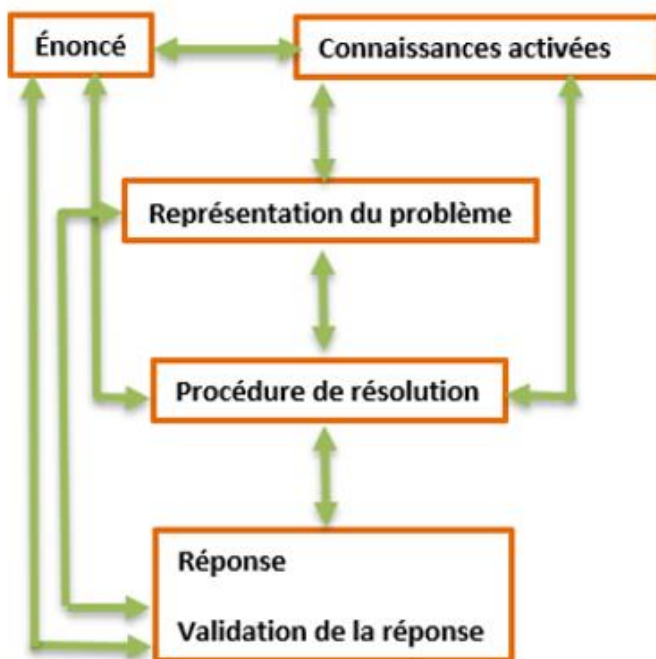 Énoncé
Connaissances activées
Représentation du problème
Procédure de résolution
Réponse
Validation de la réponse